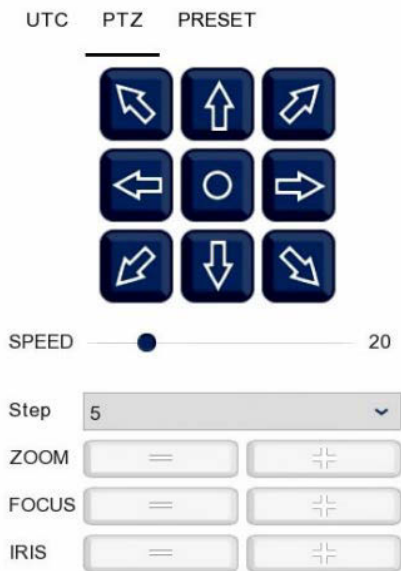 UTC PTZ PRESET
SPEED 20
Step 5
ZOOM
FOCUS
IRIS